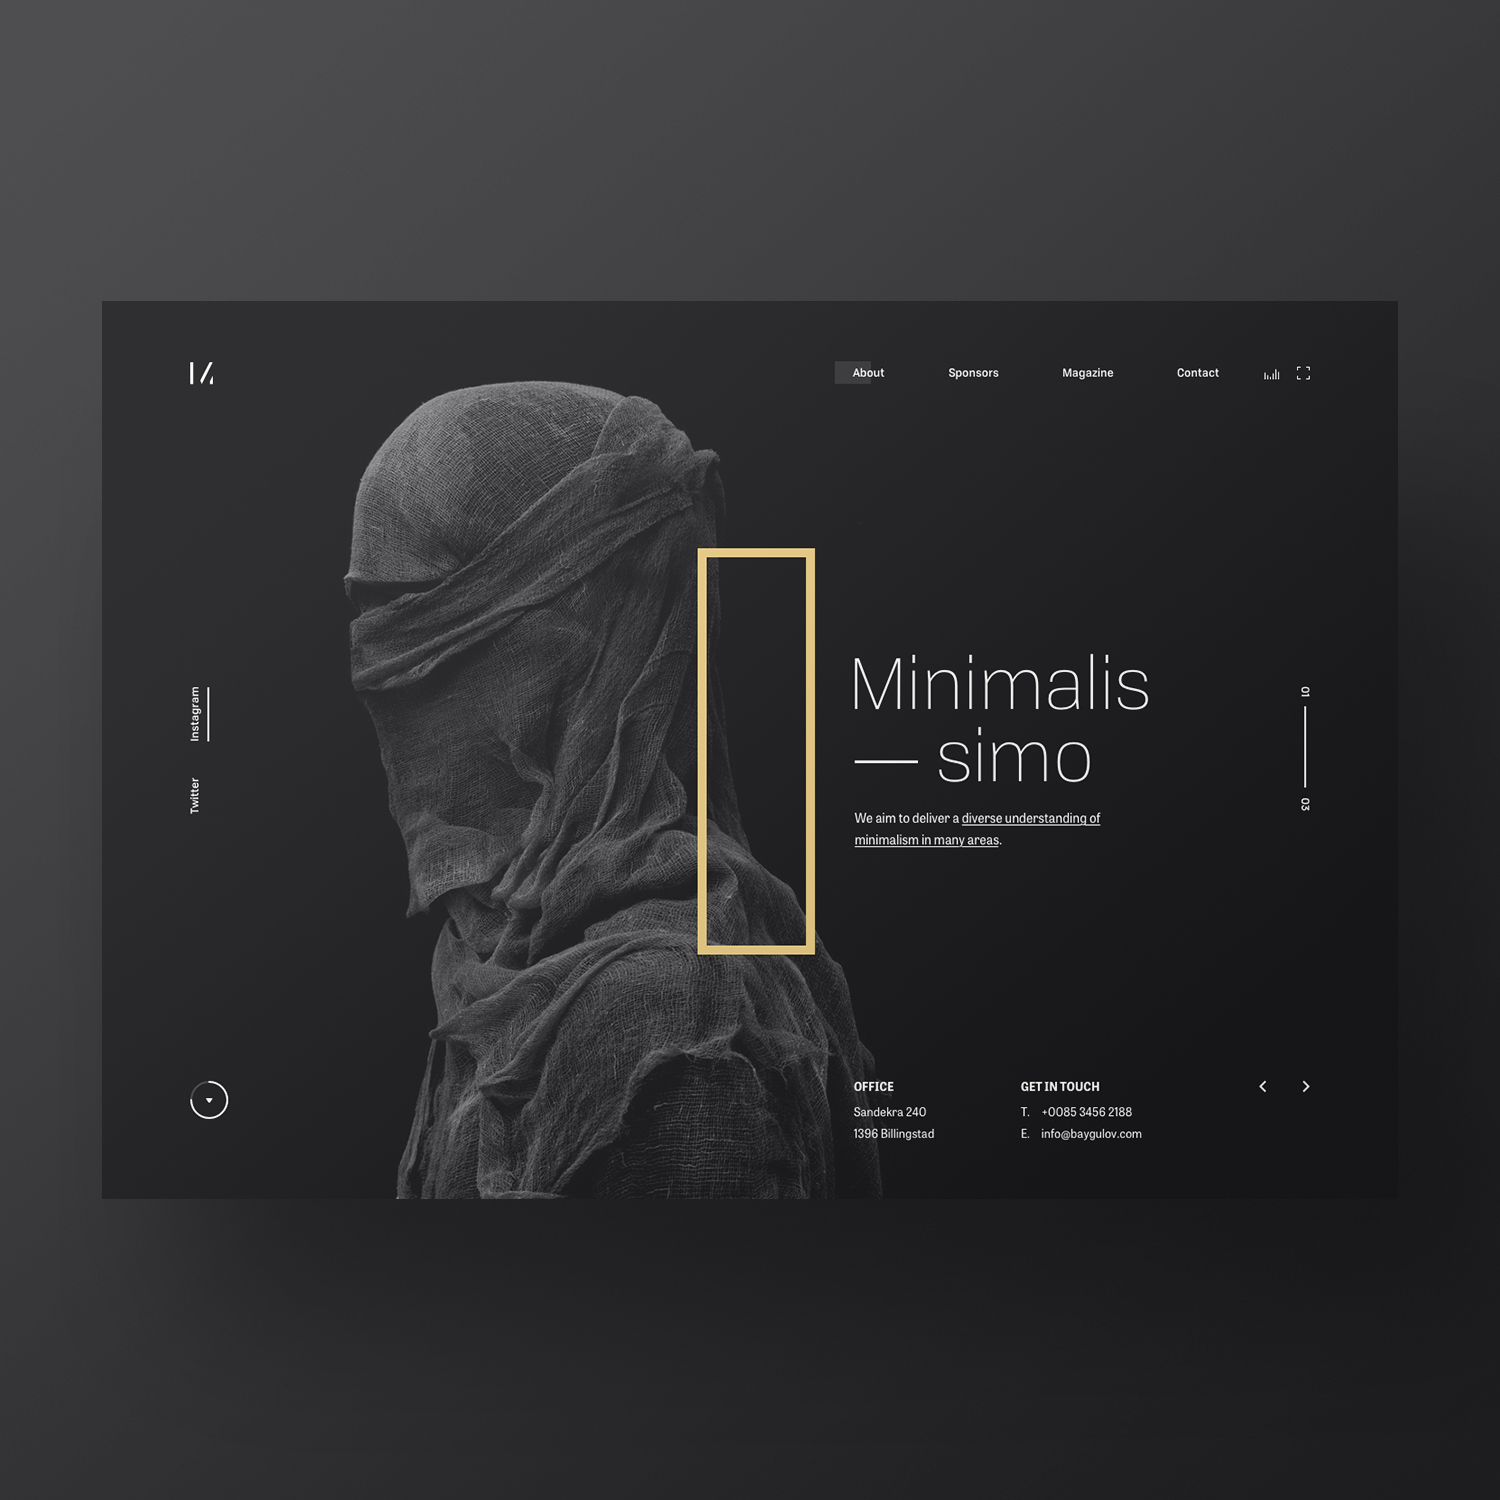 About
Sponsors
Magazine
Contact
Minimalis
— simo
We aim to deliver a diverse understanding of
minimalism in many areas.
Instagram
Twitter
01
03
OFFICE
Sandekra 240
1396 Billingstad
GET IN TOUCH
T. +0085 3456 2188
E. info@baygulov.com